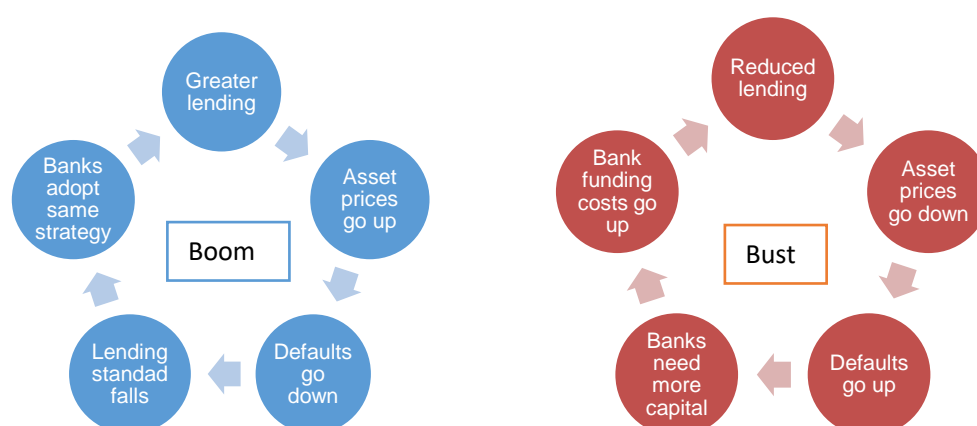 Greater
lending
Asset
prices
go up
Defaults
go
down
Lending
standad
falls
Banks
adopt
same
strategy
Boom
Reduced
lending
Asset
prices
go down
Defaults
go up
Banks
need
more
capital
Bank
funding
costs go
up
Bust